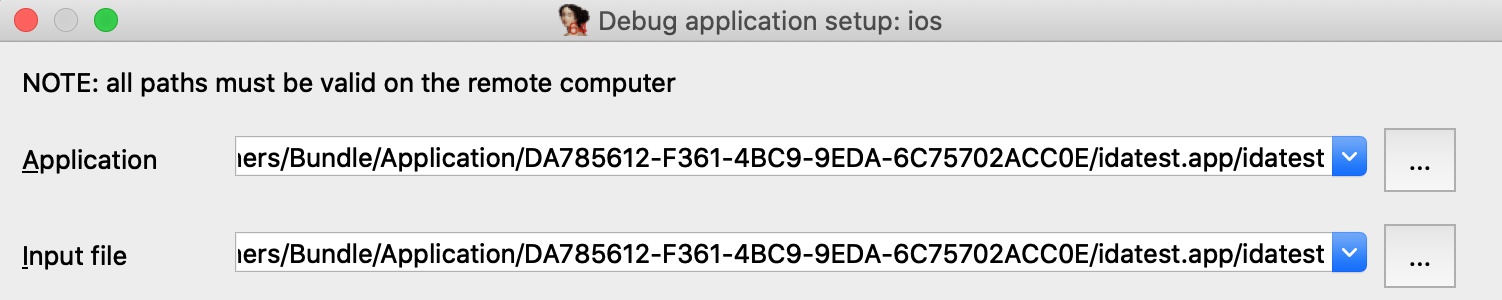 Debug application setup: ios
NOTE: all paths must be valid on the remote computer
Application ners/Bundle/Application/DA785612-F361-4BC9-9EDA-6C75702ACC0E/idatest.app/idatest ...
Input file ners/Bundle/Application/DA785612-F361-4BC9-9EDA-6C75702ACC0E/idatest.app/idatest ...